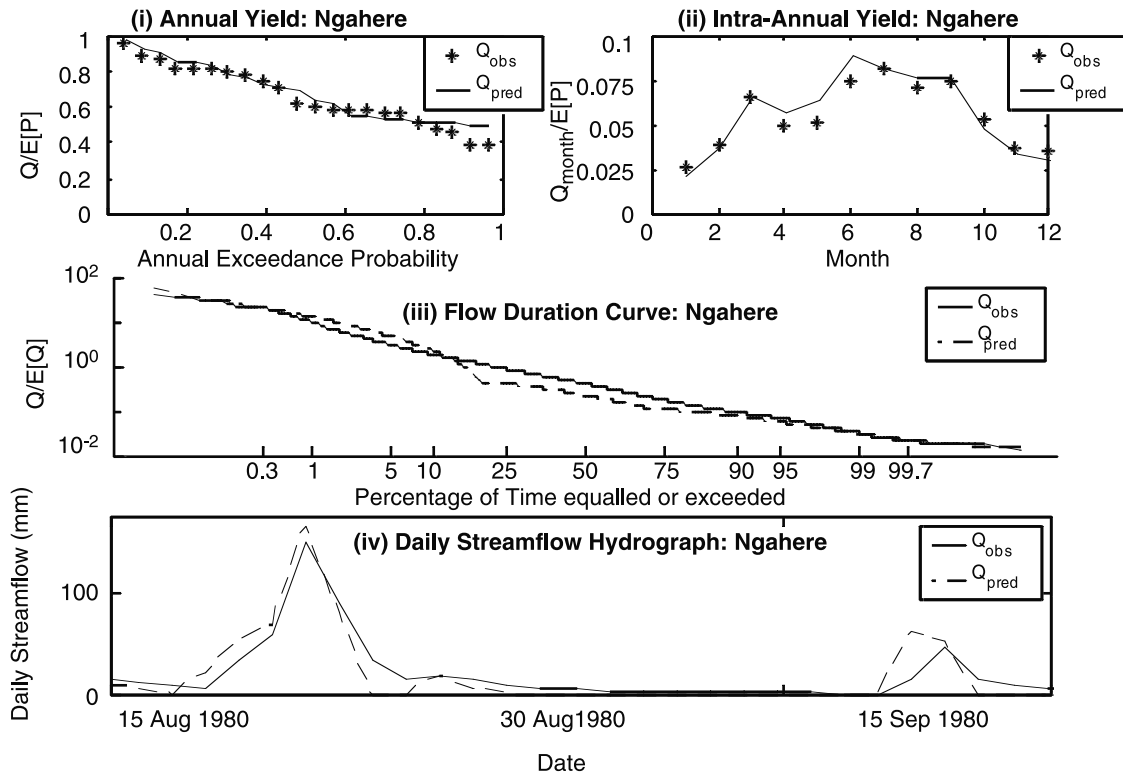 (i) Annual Yield: Ngahere
1
0.8
0.6
0.4
0.2
0
Q/E[P]
Q_obs
Q_pred
0.2 0.4 0.6 0.8 1
Annual Exceedance Probability
(ii) Intra-Annual Yield: Ngahere
0.1
0.075
0.05
0.025
0
Q_month/E[P]
Q_obs
Q_pred
0 2 4 6 8 10 12
Month
(iii) Flow Duration Curve: Ngahere
10^2
10^0
10^-2
Q/E[Q]
Q_obs
Q_pred
0.3 1 5 10 25 50 75 90 95 99 99.7
Percentage of Time equalled or exceeded
(iv) Daily Streamflow Hydrograph: Ngahere
Daily Streamflow (mm)
100
0
Q_obs
Q_pred
15 Aug 1980 30 Aug1980 15 Sep 1980
Date